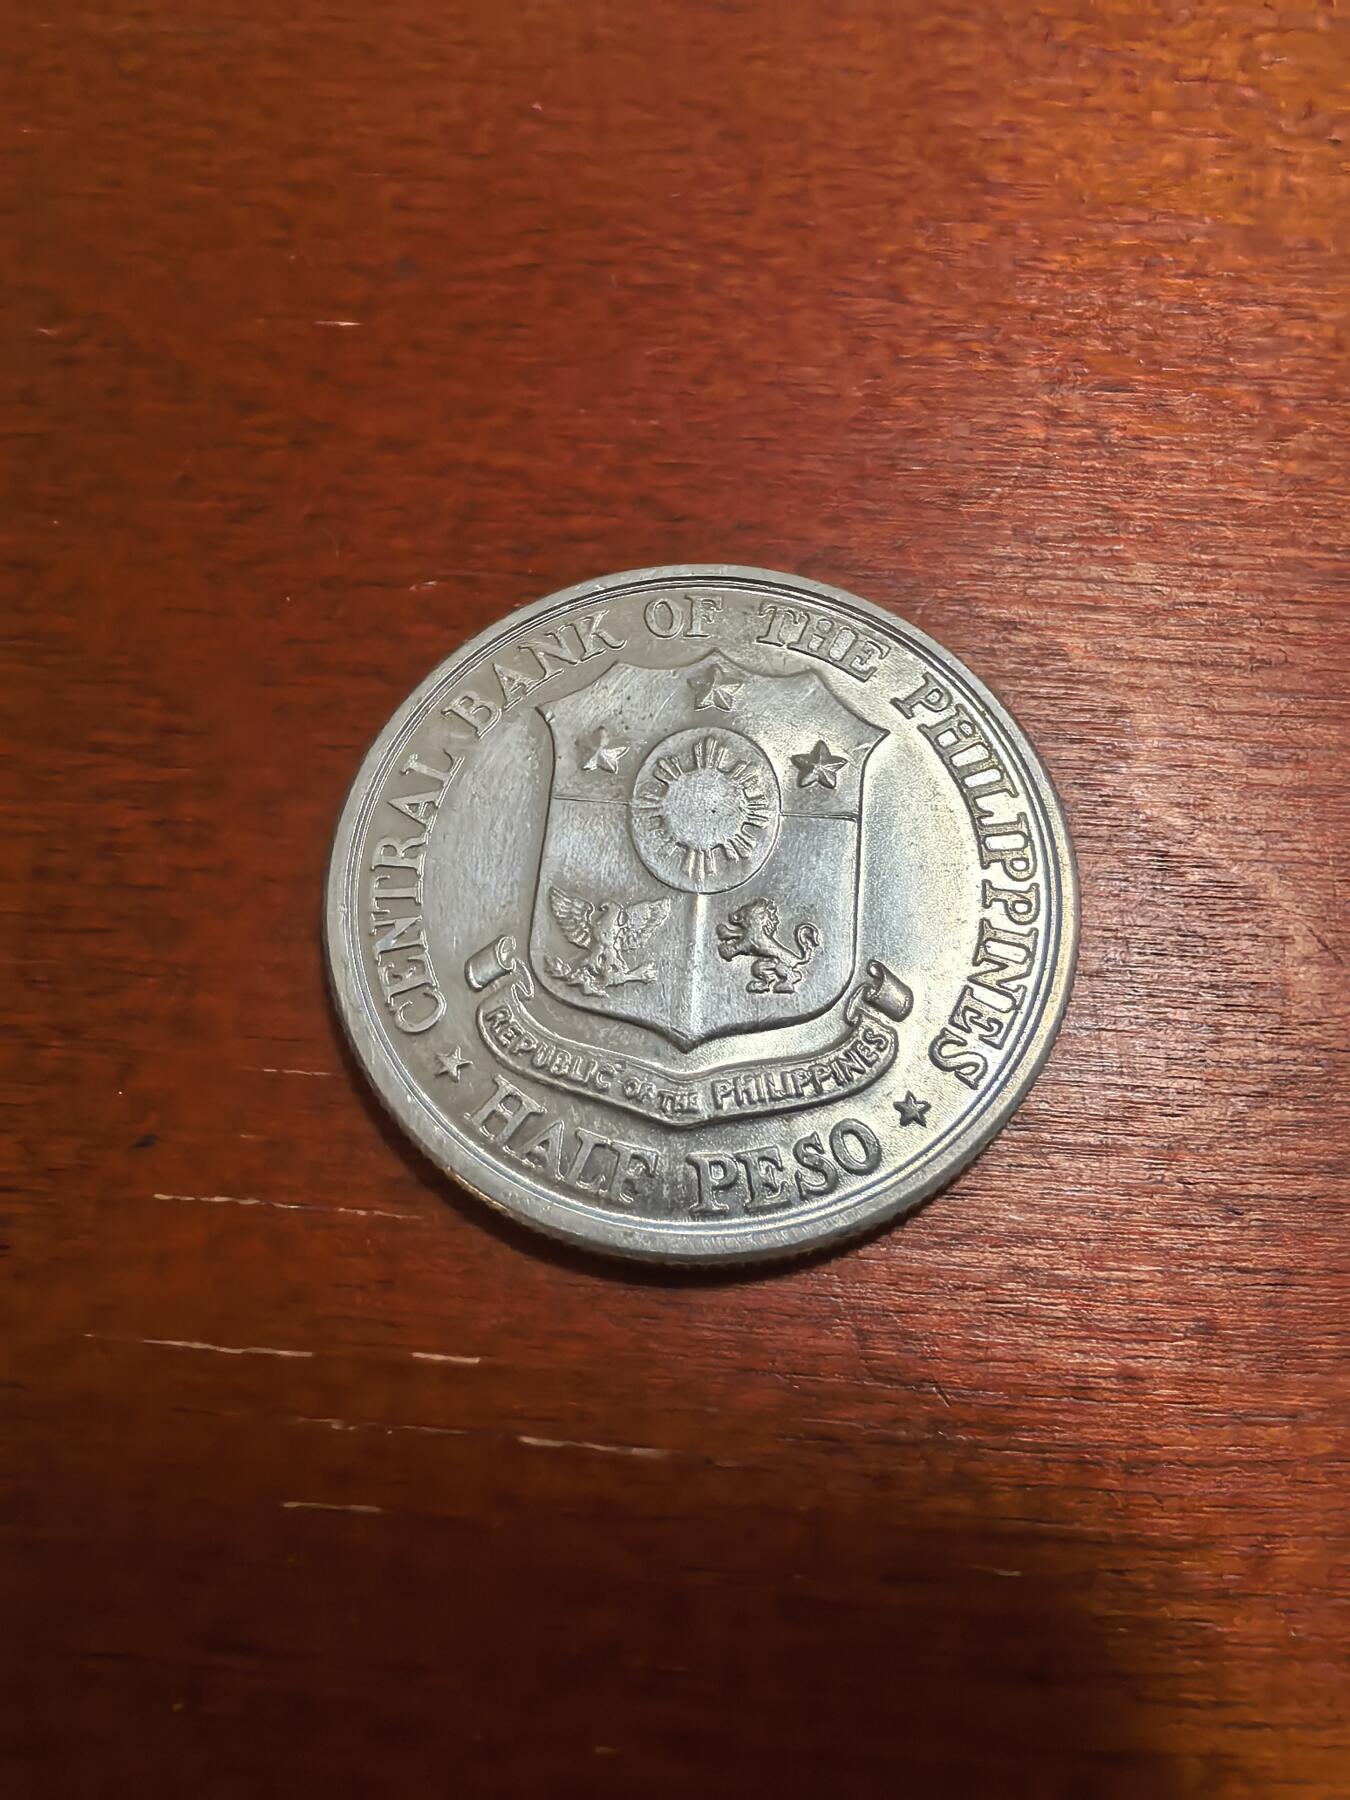 CENTRAL BANK OF THE PHILIPPINES
REPUBLIC OF THE PHILIPPINES
HALF PESO